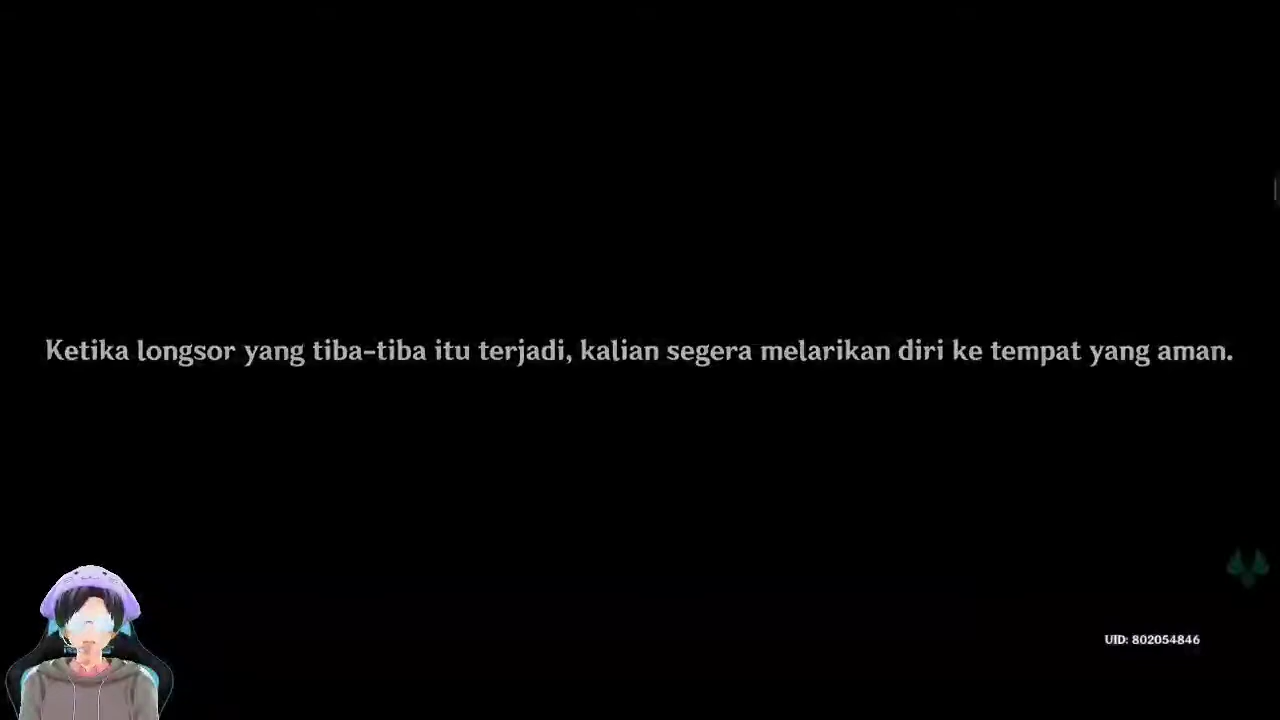 Ketika longsor yang tiba-tiba itu terjadi, kalian segera melarikan diri ke tempat yang aman.
UID: 802054846